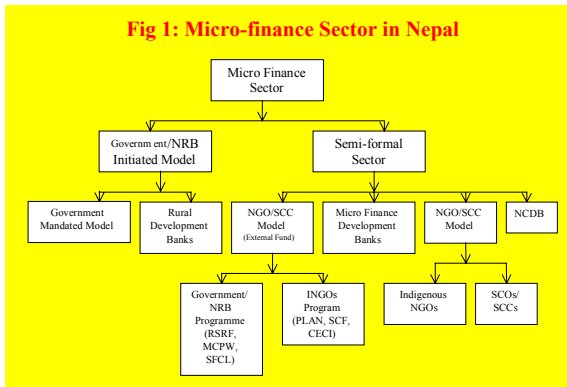 Fig 1: Micro-finance Sector in Nepal
Micro Finance
Sector
Government/NRB
Initiated Model
Semi-formal
Sector
Government
Mandated Model
Rural
Development
Banks
NGO/SCC
Model
(External Fund)
Micro Finance
Development
Banks
NGO/SCC
Model
NCDB
Government/
NRB
Programme
(RSRF,
MCPW,
SFCL)
INGOs
Program
(PLAN, SCF,
CECI)
Indigenous
NGOs
SCOs/
SCCs